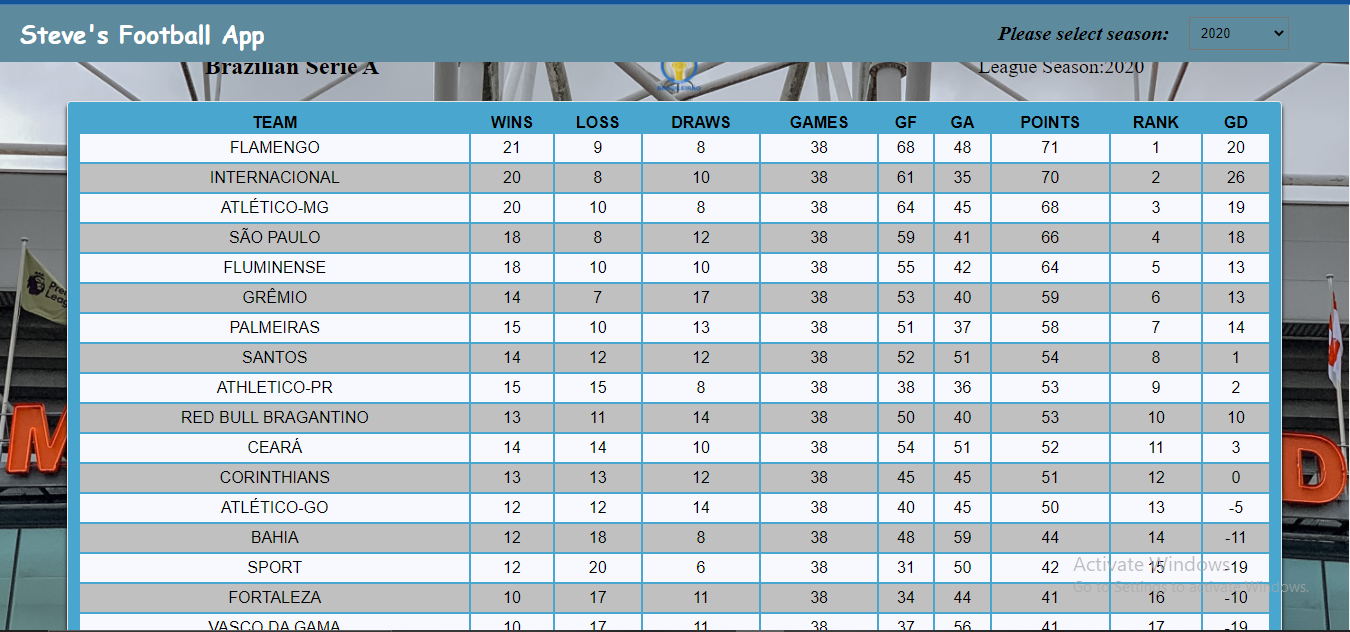 Steve's Football App Please select season: 2020
Brazilian Serie A League Season:2020
TEAM WINS LOSS DRAWS GAMES GF GA POINTS RANK GD
FLAMENGO 21 9 8 38 68 48 71 1 20
INTERNACIONAL 20 8 10 38 61 35 70 2 26
ATLÉTICO-MG 20 10 8 38 64 45 68 3 19
SÃO PAULO 18 8 12 38 59 41 66 4 18
FLUMINENSE 18 10 10 38 55 42 64 5 13
GRÊMIO 14 7 17 38 53 40 59 6 13
PALMEIRAS 15 10 13 38 51 37 58 7 14
SANTOS 14 12 12 38 52 51 54 8 1
ATHLETICO-PR 15 15 8 38 38 36 53 9 2
RED BULL BRAGANTINO 13 11 14 38 50 40 53 10 10
CEARÁ 14 14 10 38 54 51 52 11 3
CORINTHIANS 13 13 12 38 45 45 51 12 0
ATLÉTICO-GO 12 12 14 38 40 45 50 13 -5
BAHIA 12 18 8 38 48 59 44 14 -11
SPORT 12 20 6 38 31 50 42 15 -19
FORTALEZA 10 17 11 38 34 44 41 16 -10
VASCO DA GAMA 10 17 11 38 37 56 41 17 -19
Activate Windows
Go to Settings to activate Windows.
M
D